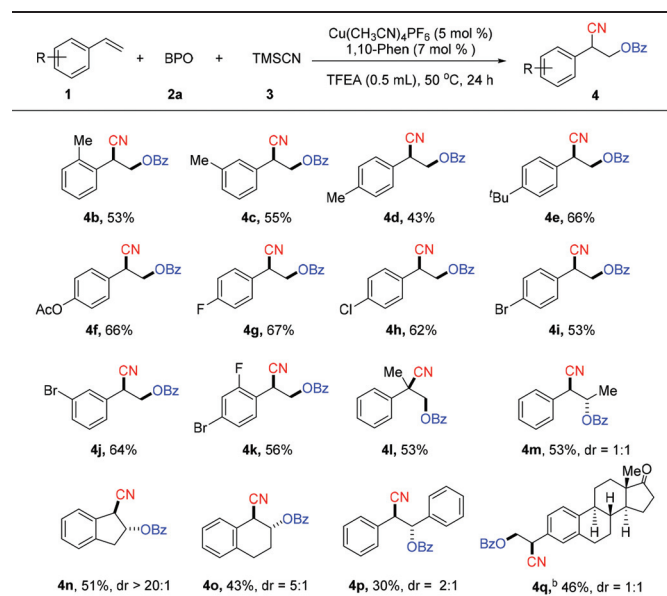 R
1
+
BPO
2a
+
TMSCN
3
Cu(CH3CN)4PF6 (5 mol %)
1,10-Phen (7 mol % )
TFEA (0.5 mL), 50 °C, 24 h
CN
OBz
R
4
Me CN
OBz
4b, 53%
Me CN
OBz
4c, 55%
CN
OBz
Me
4d, 43%
CN
OBz
tBu
4e, 66%
CN
OBz
AcO
4f, 66%
CN
OBz
F
4g, 67%
CN
OBz
Cl
4h, 62%
CN
OBz
Br
4i, 53%
CN
Br
OBz
4j, 64%
F CN
OBz
Br
4k, 56%
Me CN
OBz
4l, 53%
CN
Me
OBz
4m, 53%, dr = 1:1
CN
OBz
4n, 51%, dr > 20:1
CN
OBz
4o, 43%, dr = 5:1
CN
OBz
4p, 30%, dr = 2:1
Me O
H
H H
BzO
CN
4q,b 46%, dr = 1:1